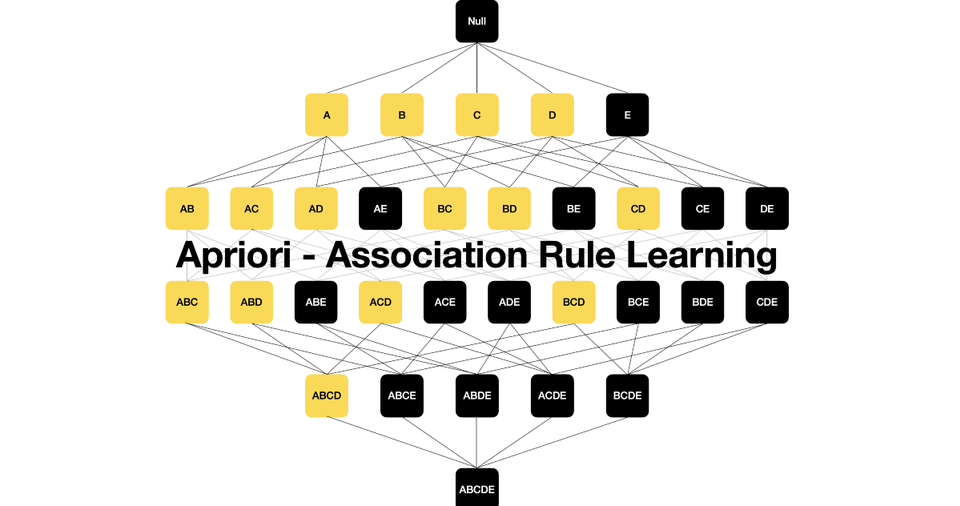 Null
A B C D E
AB AC AD AE BC BD BE CD CE DE
Apriori - Association Rule Learning
ABC ABD ABE ACD ACE ADE BCD BCE BDE CDE
ABCD ABCE ABDE ACDE BCDE
ABCDE